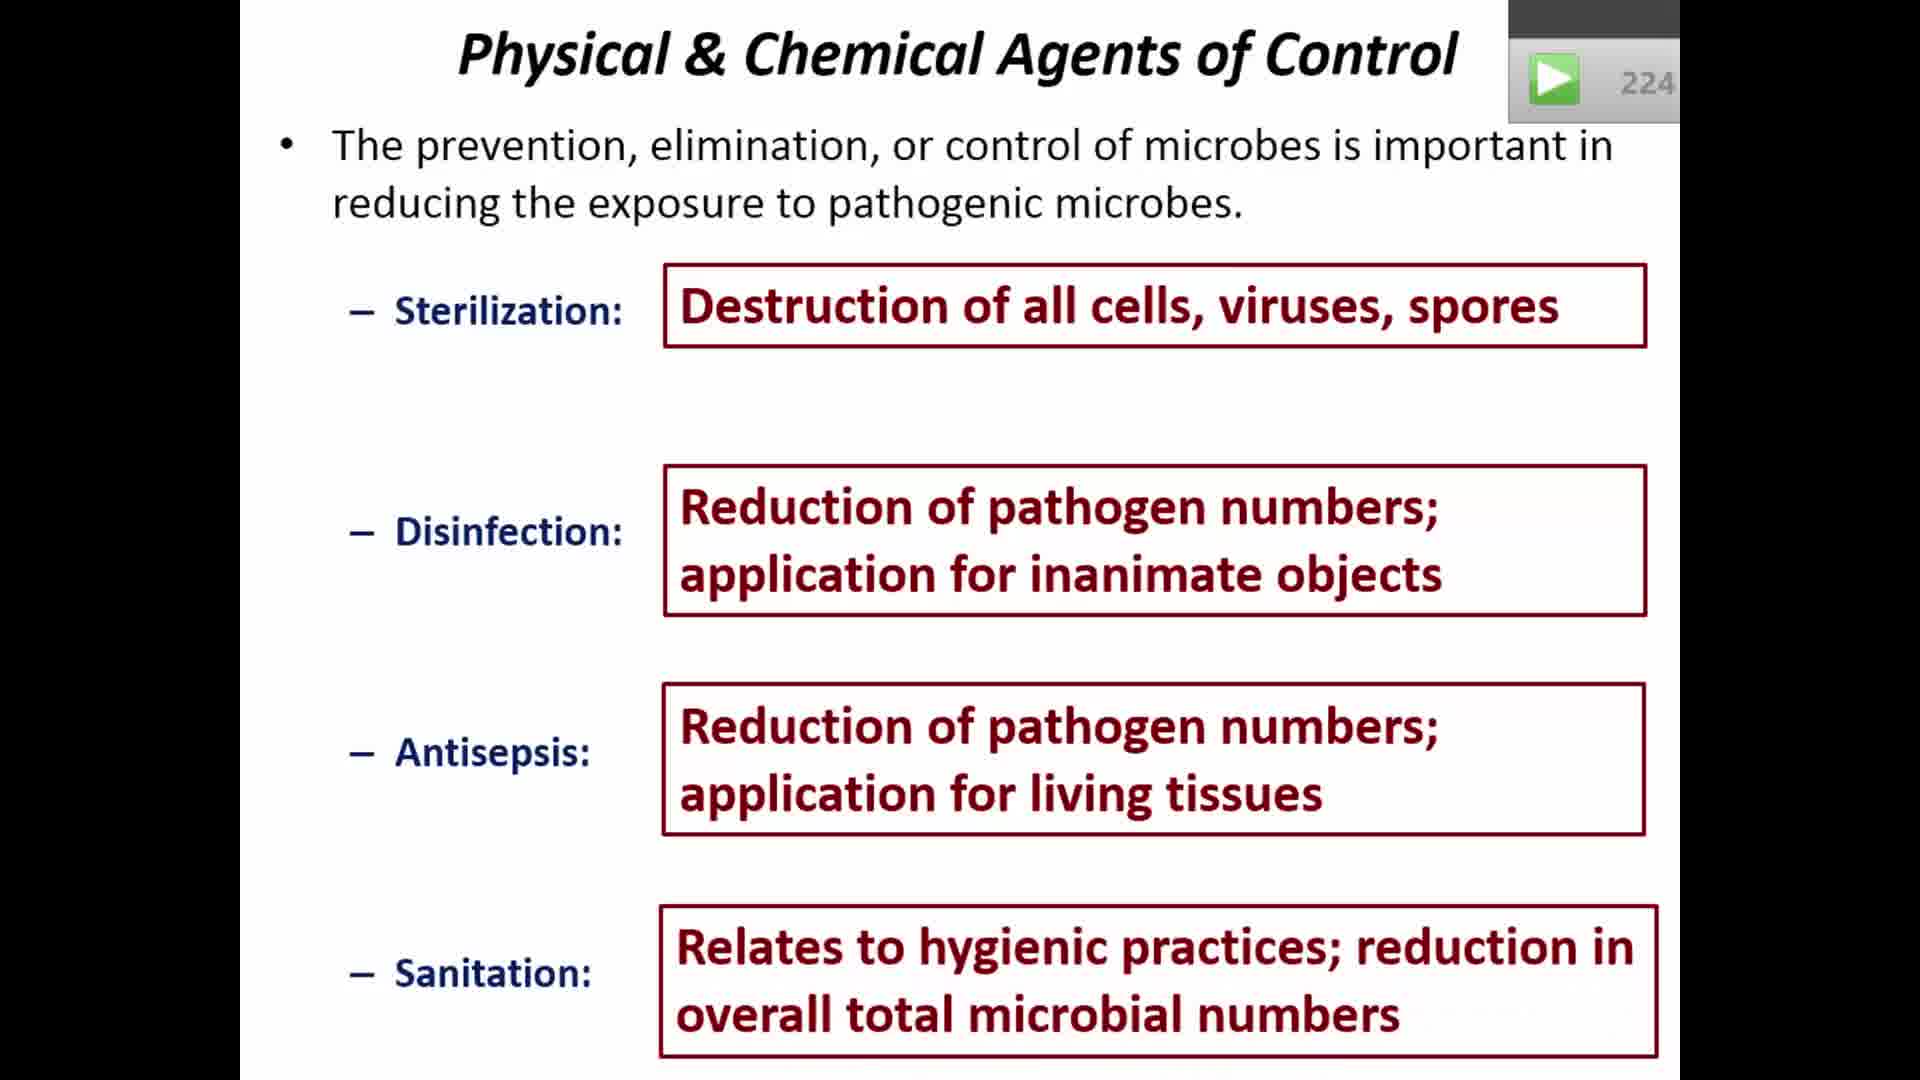 Physical & Chemical Agents of Control
224
• The prevention, elimination, or control of microbes is important in
reducing the exposure to pathogenic microbes.
– Sterilization: Destruction of all cells, viruses, spores
– Disinfection: Reduction of pathogen numbers;
application for inanimate objects
– Antisepsis: Reduction of pathogen numbers;
application for living tissues
– Sanitation: Relates to hygienic practices; reduction in
overall total microbial numbers